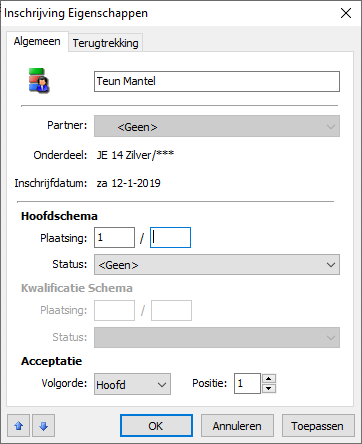 Inschrijving Eigenschappen
Algemeen Terugtrekking
Teun Mantel
Partner: <Geen>
Onderdeel: JE 14 Zilver/***
Inschrijfdatum: za 12-1-2019
Hoofdschema
Plaatsing: 1 /
Status: <Geen>
Kwalificatie Schema
Plaatsing: /
Status:
Acceptatie
Volgorde: Hoofd Positie: 1
OK Annuleren Toepassen